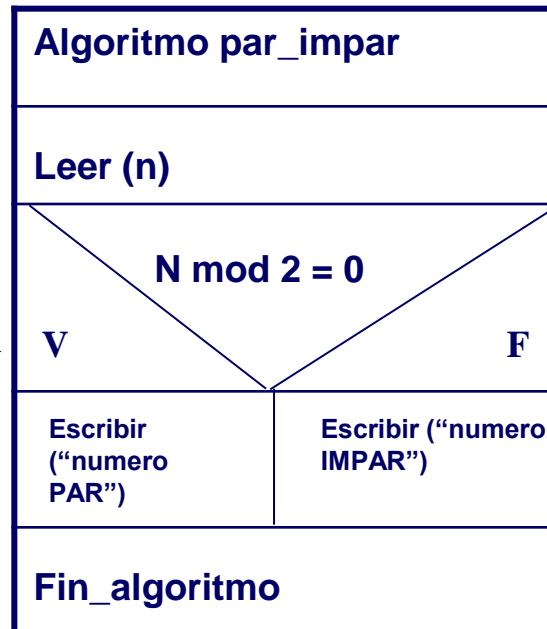 Algoritmo par_impar
Leer (n)
N mod 2 = 0
V
F
Escribir
(“numero
PAR”)
Escribir (“numero
IMPAR”)
Fin_algoritmo